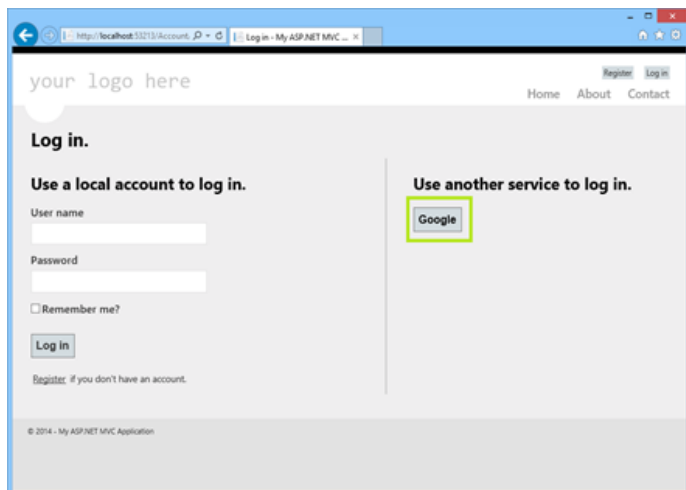 http://localhost:53213/Account.
Log in - My ASP.NET MVC ...
your logo here
Register Log in
Home About Contact
Log in.
Use a local account to log in.
User name
Password
Remember me?
Log in
Register if you don't have an account.
Use another service to log in.
Google
© 2014 - My ASP.NET MVC Application